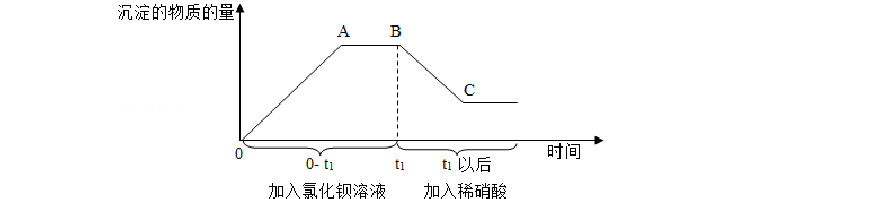 沉淀的物质的量
A
B
C
0
0- t₁
t₁
t₁ 以后
时间
加入氯化钡溶液
加入稀硝酸